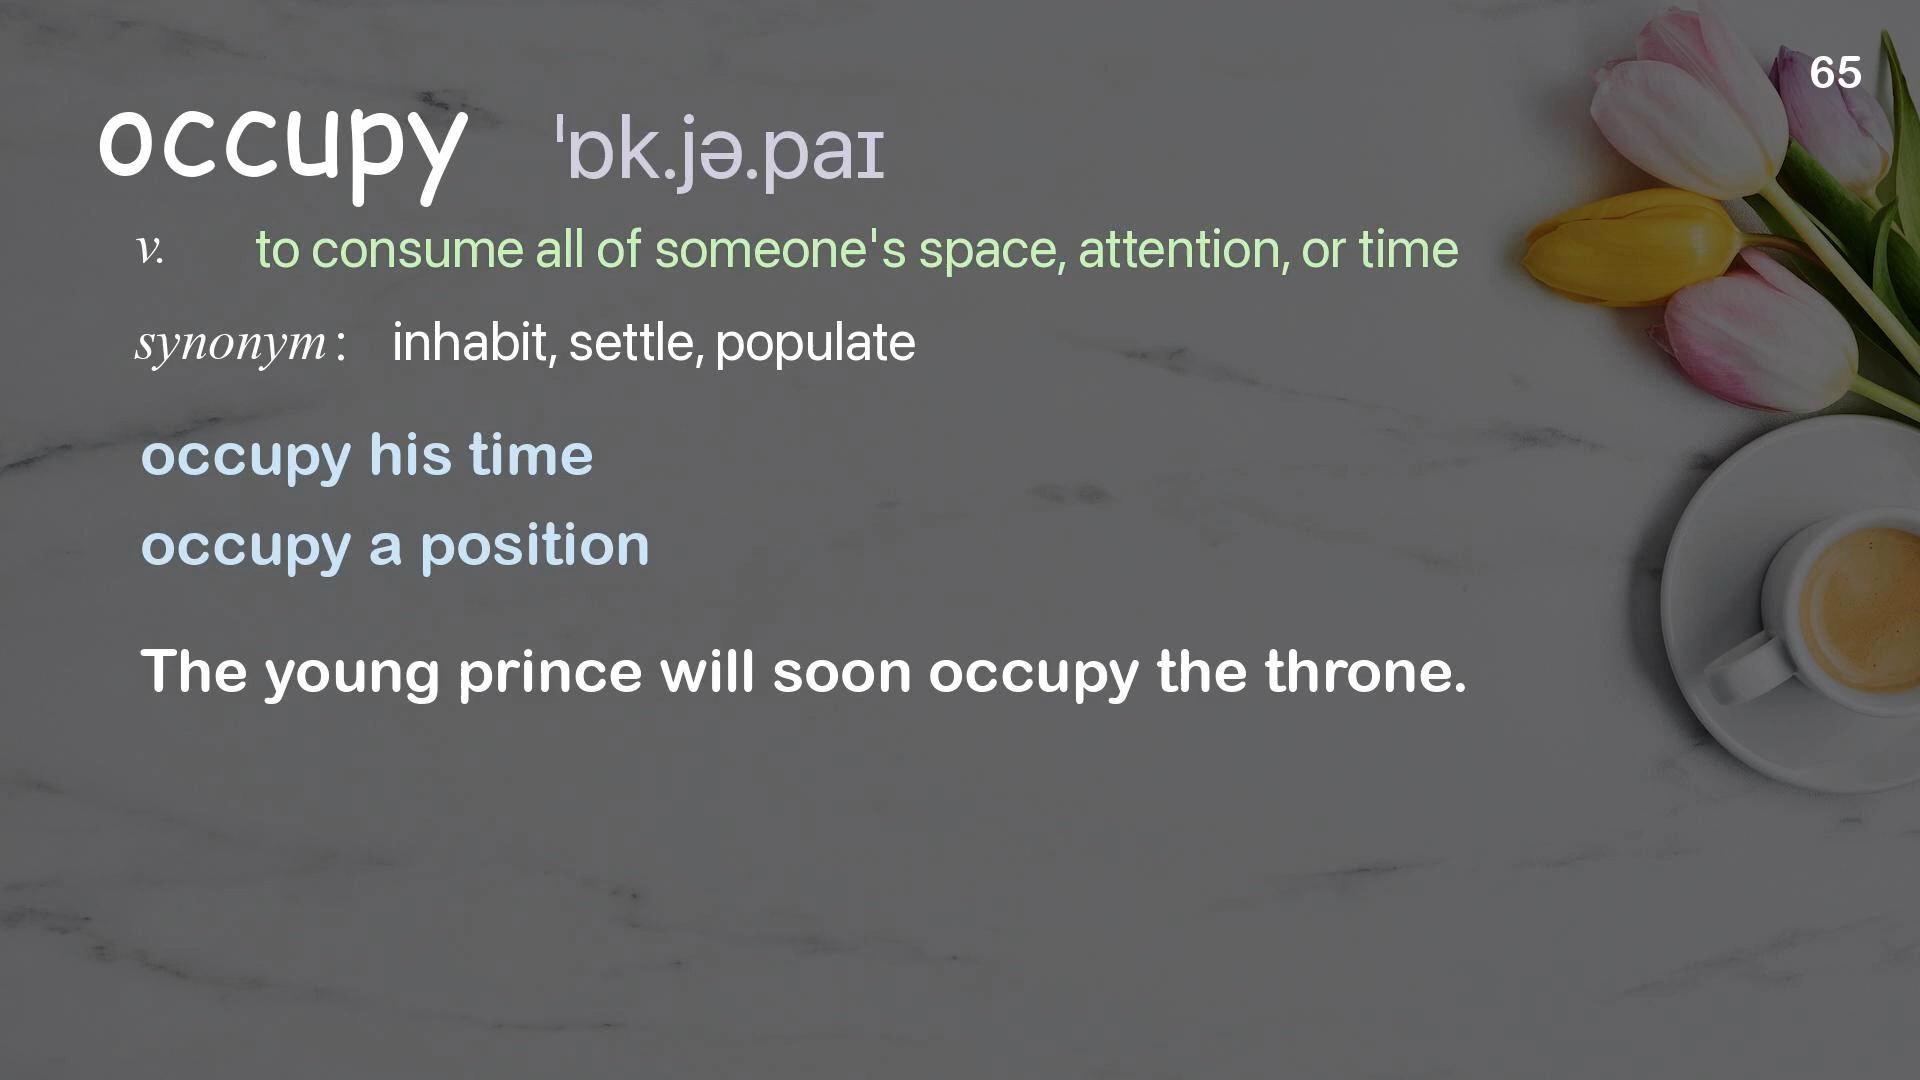 65
occupy ˈɒk.jə.paɪ
v. to consume all of someone's space, attention, or time
synonym: inhabit, settle, populate
occupy his time
occupy a position
The young prince will soon occupy the throne.